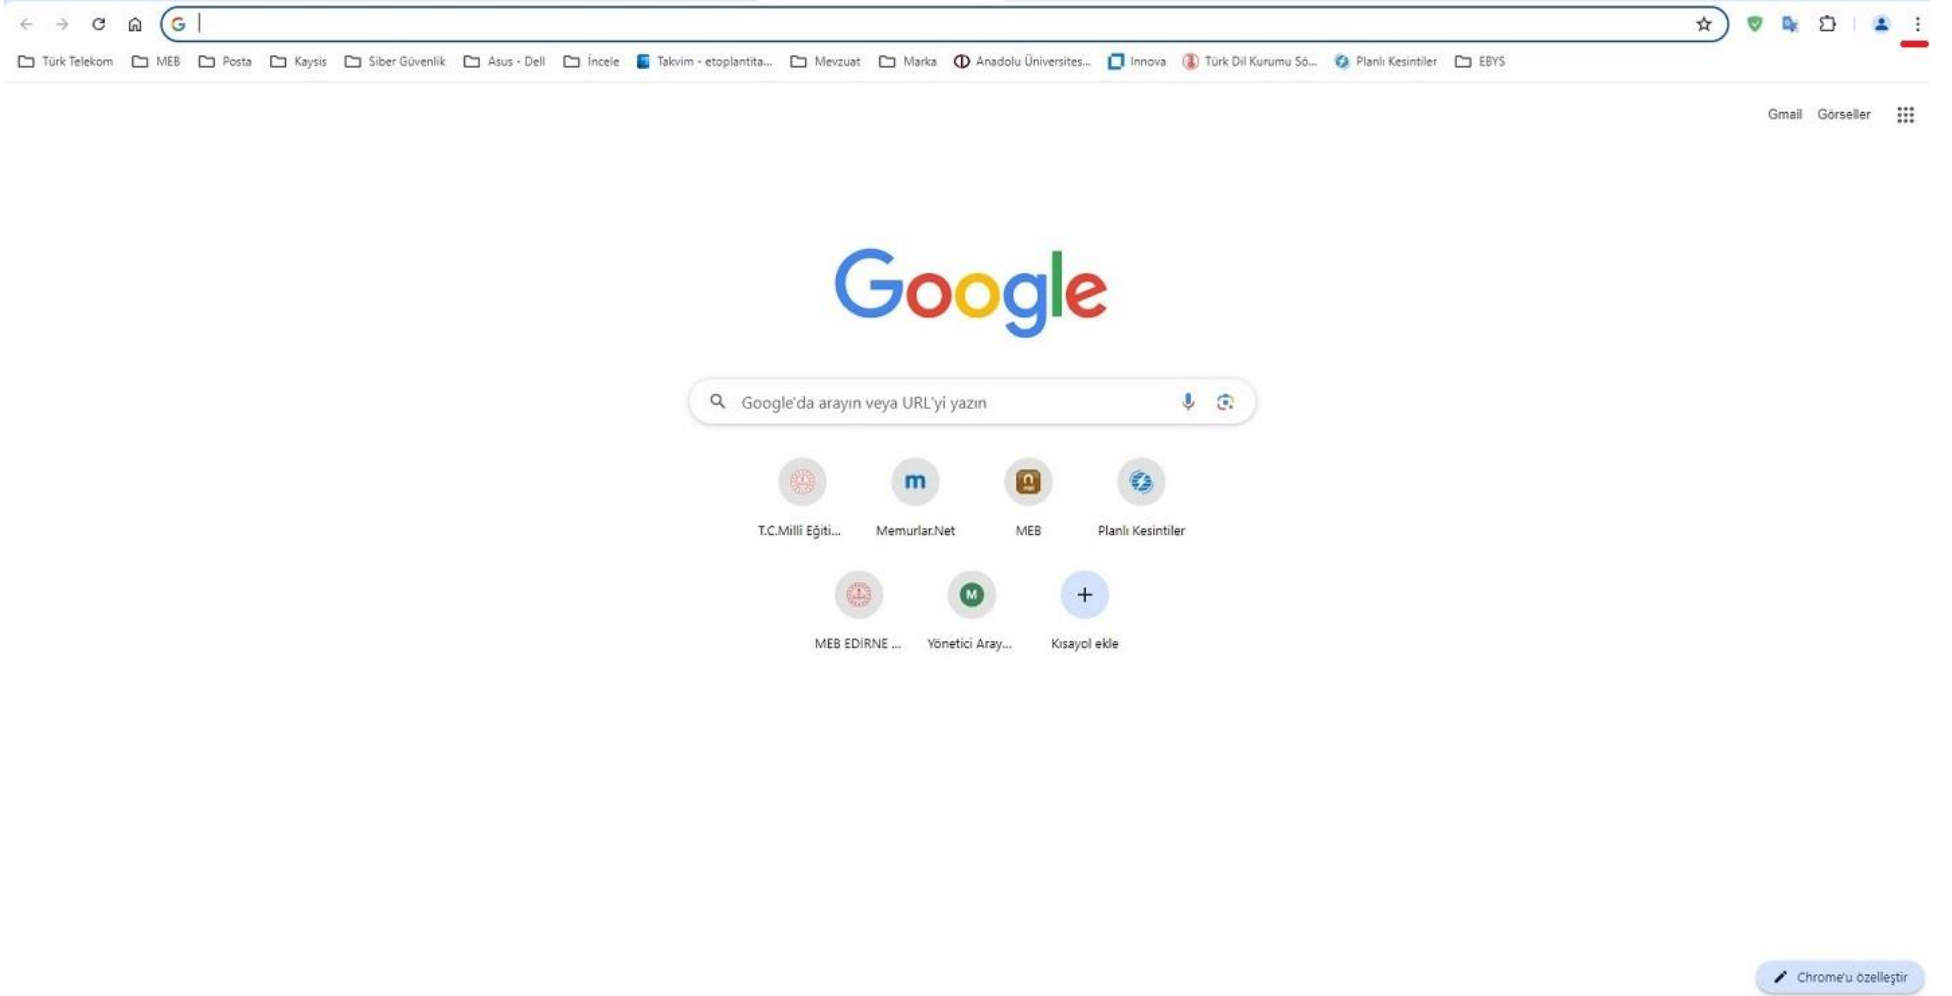 Türk Telekom MEB Posta Kaysis Siber Güvenlik Asus - Dell İncele Takvim - etoplantita... Mevzuat Marka Anadolu Üniversites... Innova Türk Dil Kurumu Sö... Planlı Kesintiler EBYS
Gmail Görseller
Google
Google'da arayın veya URL'yi yazın
m
T.C.Millî Eğiti... Memurlar.Net MEB Planlı Kesintiler
M
MEB EDİRNE ... Yönetici Aray... Kısayol ekle
Chrome'u özelleştir